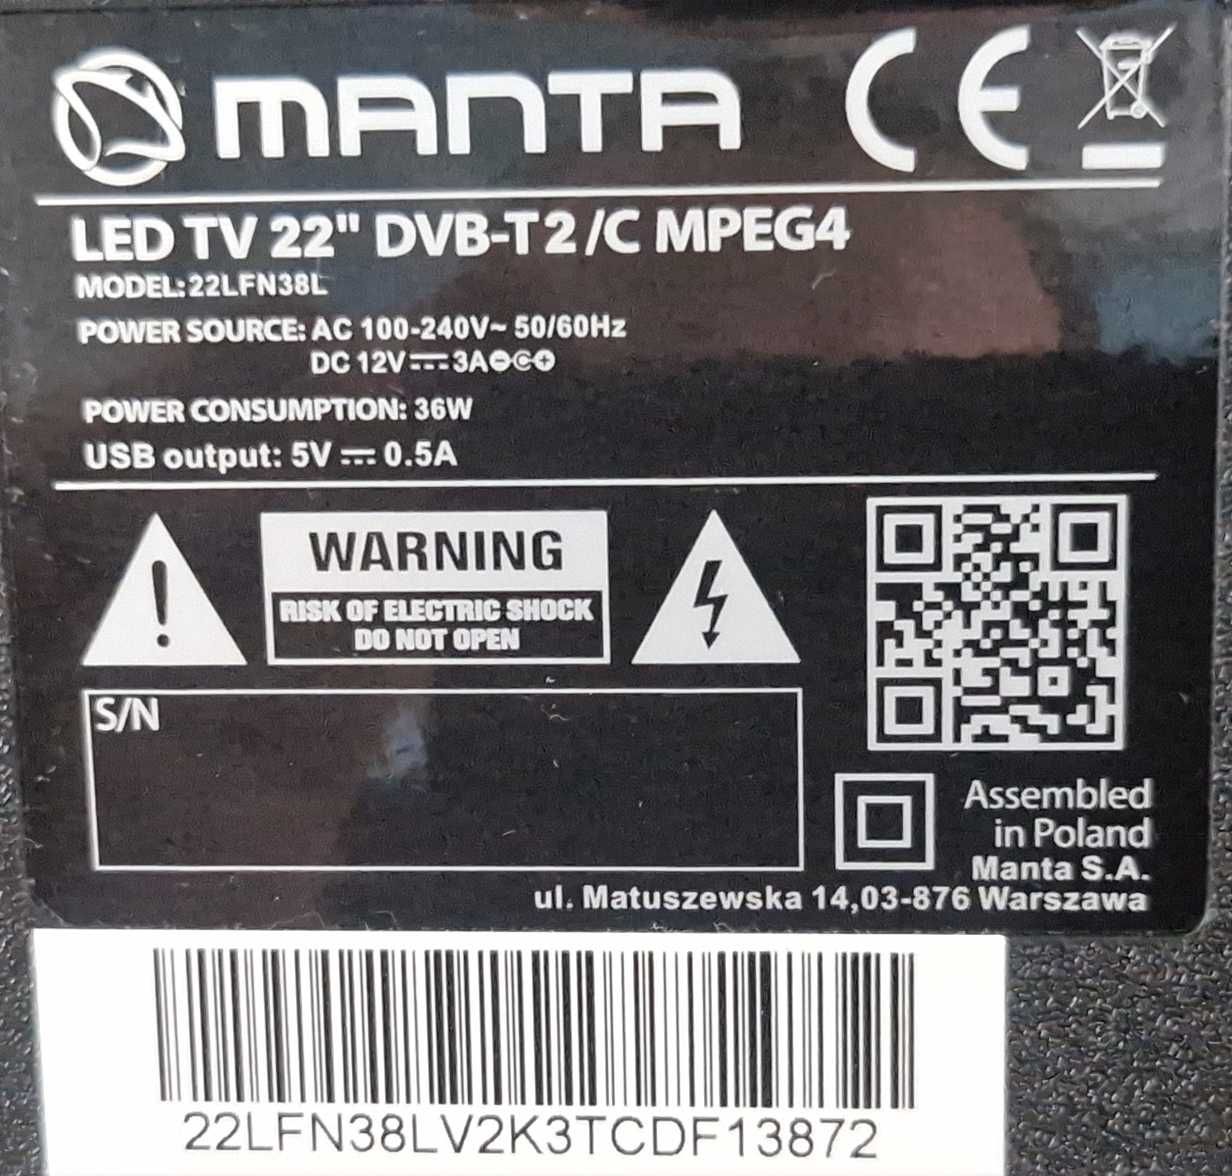 MANTA
LED TV 22" DVB-T2/C MPEG4
MODEL:22LFN38L
POWER SOURCE: AC 100-240V~ 50/60Hz
DC 12V⎓3A
POWER CONSUMPTION: 36W
USB output: 5V ⎓ 0.5A
WARNING
RISK OF ELECTRIC SHOCK
DO NOT OPEN
S/N
Assembled
in Poland
Manta S.A.
ul. Matuszewska 14,03-876 Warszawa
22LFN38LV2K3TCDF13872